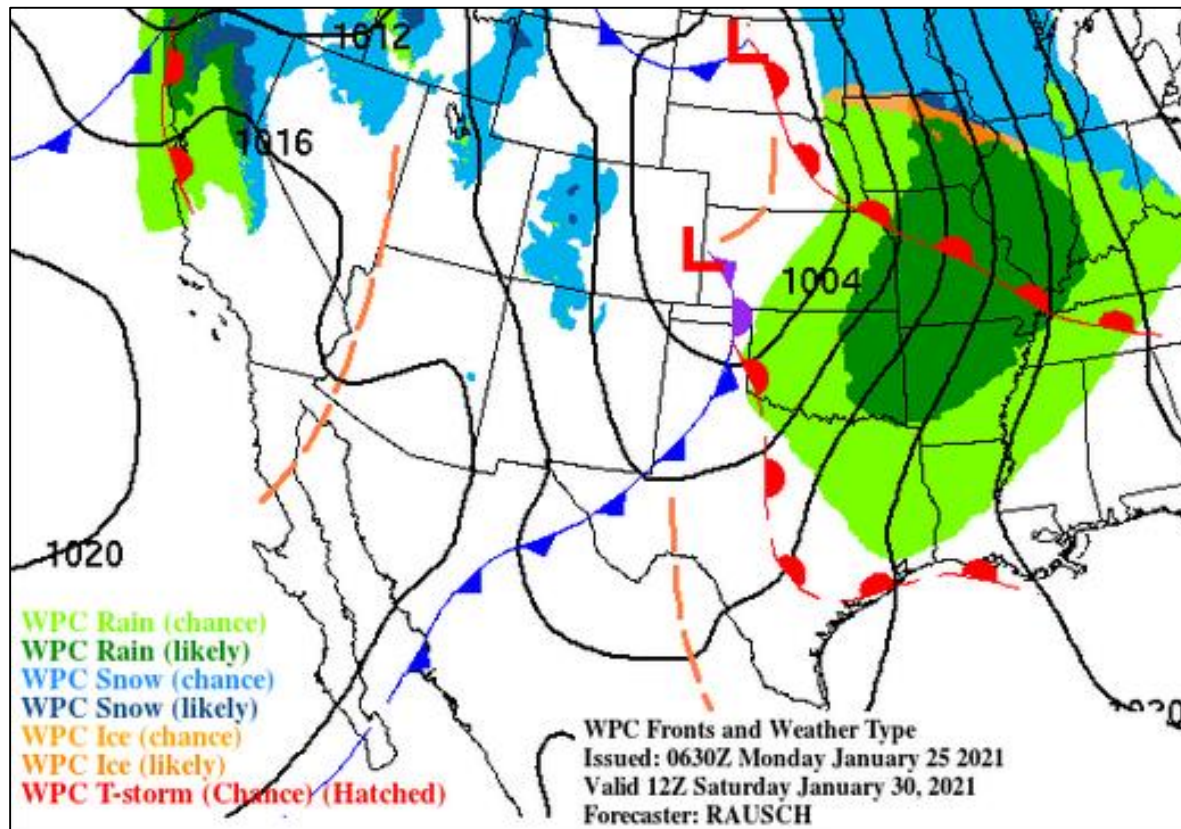 1012
1016
L
L
1004
1020
WPC Rain (chance)
WPC Rain (likely)
WPC Snow (chance)
WPC Snow (likely)
WPC Ice (chance)
WPC Ice (likely)
WPC T-storm (Chance) (Hatched)
WPC Fronts and Weather Type
Issued: 0630Z Monday January 25 2021
Valid 12Z Saturday January 30, 2021
Forecaster: RAUSCH